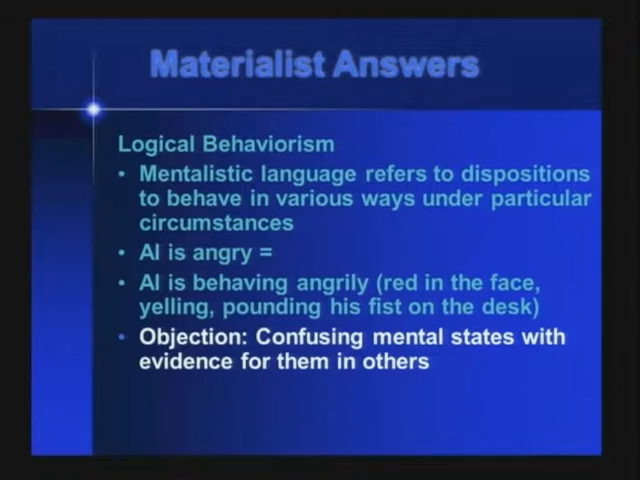 Materialist Answers
Logical Behaviorism
• Mentalistic language refers to dispositions
to behave in various ways under particular
circumstances
• Al is angry =
• Al is behaving angrily (red in the face,
yelling, pounding his fist on the desk)
• Objection: Confusing mental states with
evidence for them in others